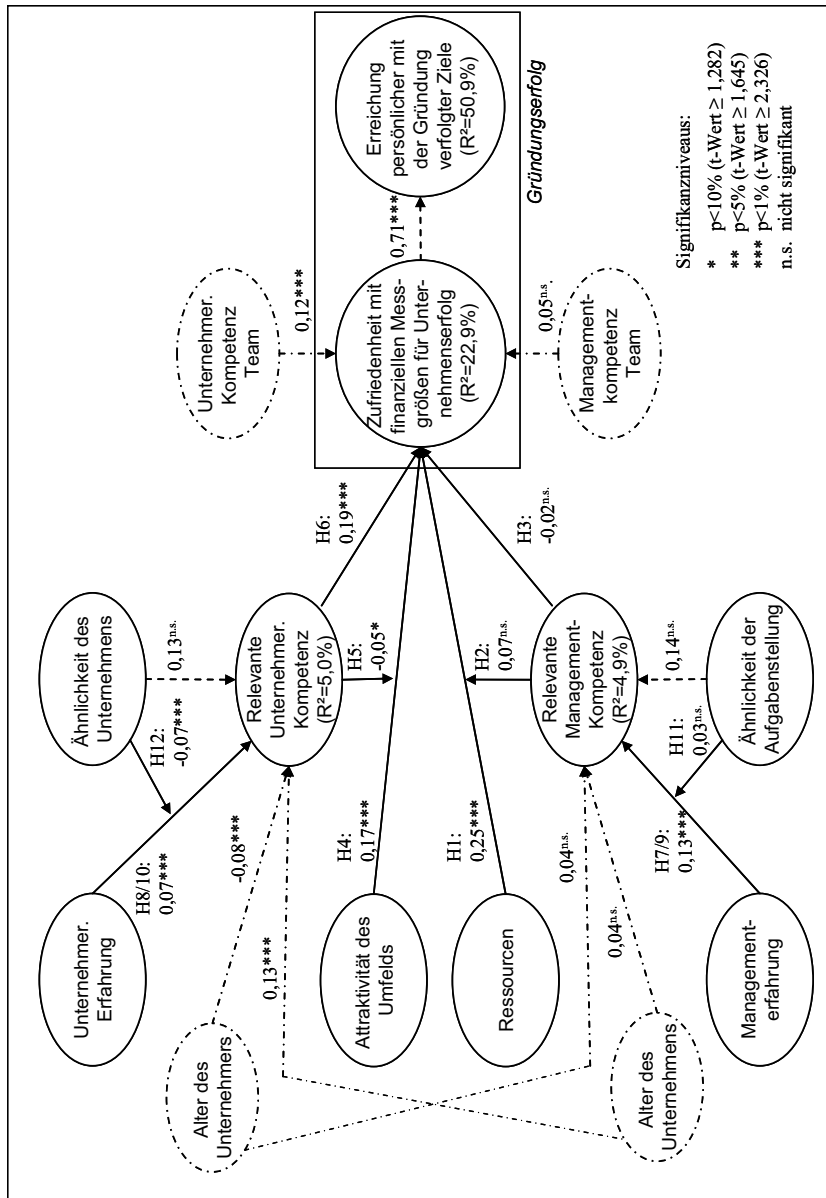 Unternehmer.
Erfahrung
H8/10:
0,07***
H12:
-0,07***
Ähnlichkeit des
Unternehmens
0,13n.s.
Alter des
Unternehmers
-0,08***
0,13***
Relevante
Unternehmer.
Kompetenz
(R²=5,0%)
H5:
-0,05*
H6:
0,19***
Attraktivität des
Umfelds
H4:
0,17***
Ressourcen
H1:
0,25***
H2:
0,07n.s.
H3:
-0,02n.s.
Relevante
Management-
Kompetenz
(R²=4,9%)
0,04n.s.
0,04n.s.
Alter des
Unternehmens
Management-
erfahrung
H7/9:
0,13***
H11:
0,03n.s.
0,14n.s.
Ähnlichkeit der
Aufgabenstellung
Unternehmer.
Kompetenz
Team
0,12***
Zufriedenheit mit
finanziellen Mess-
größen für Unter-
nehmenserfolg
(R²=22,9%)
0,71***
Erreichung
persönlicher mit
der Gründung
verfolgter Ziele
(R²=50,9%)
Gründungserfolg
0,05n.s
Management-
kompetenz
Team
Signifikanzniveaus:
* p<10% (t-Wert ≥ 1,282)
** p<5% (t-Wert ≥ 1,645)
*** p<1% (t-Wert ≥ 2,326)
n.s. nicht signifikant